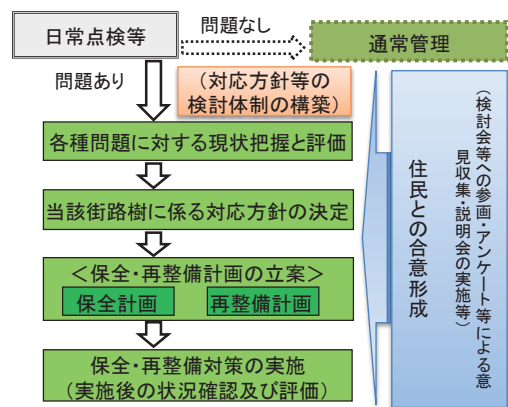 日常点検等
問題なし
通常管理
問題あり
(対応方針等の
検討体制の構築)
各種問題に対する現状把握と評価
当該街路樹に係る対応方針の決定
<保全・再整備計画の立案>
保全計画
再整備計画
保全・再整備対策の実施
(実施後の状況確認及び評価)
住民との合意形成
(検討会等への参画・アンケート等による意
見収集・説明会の実施等)